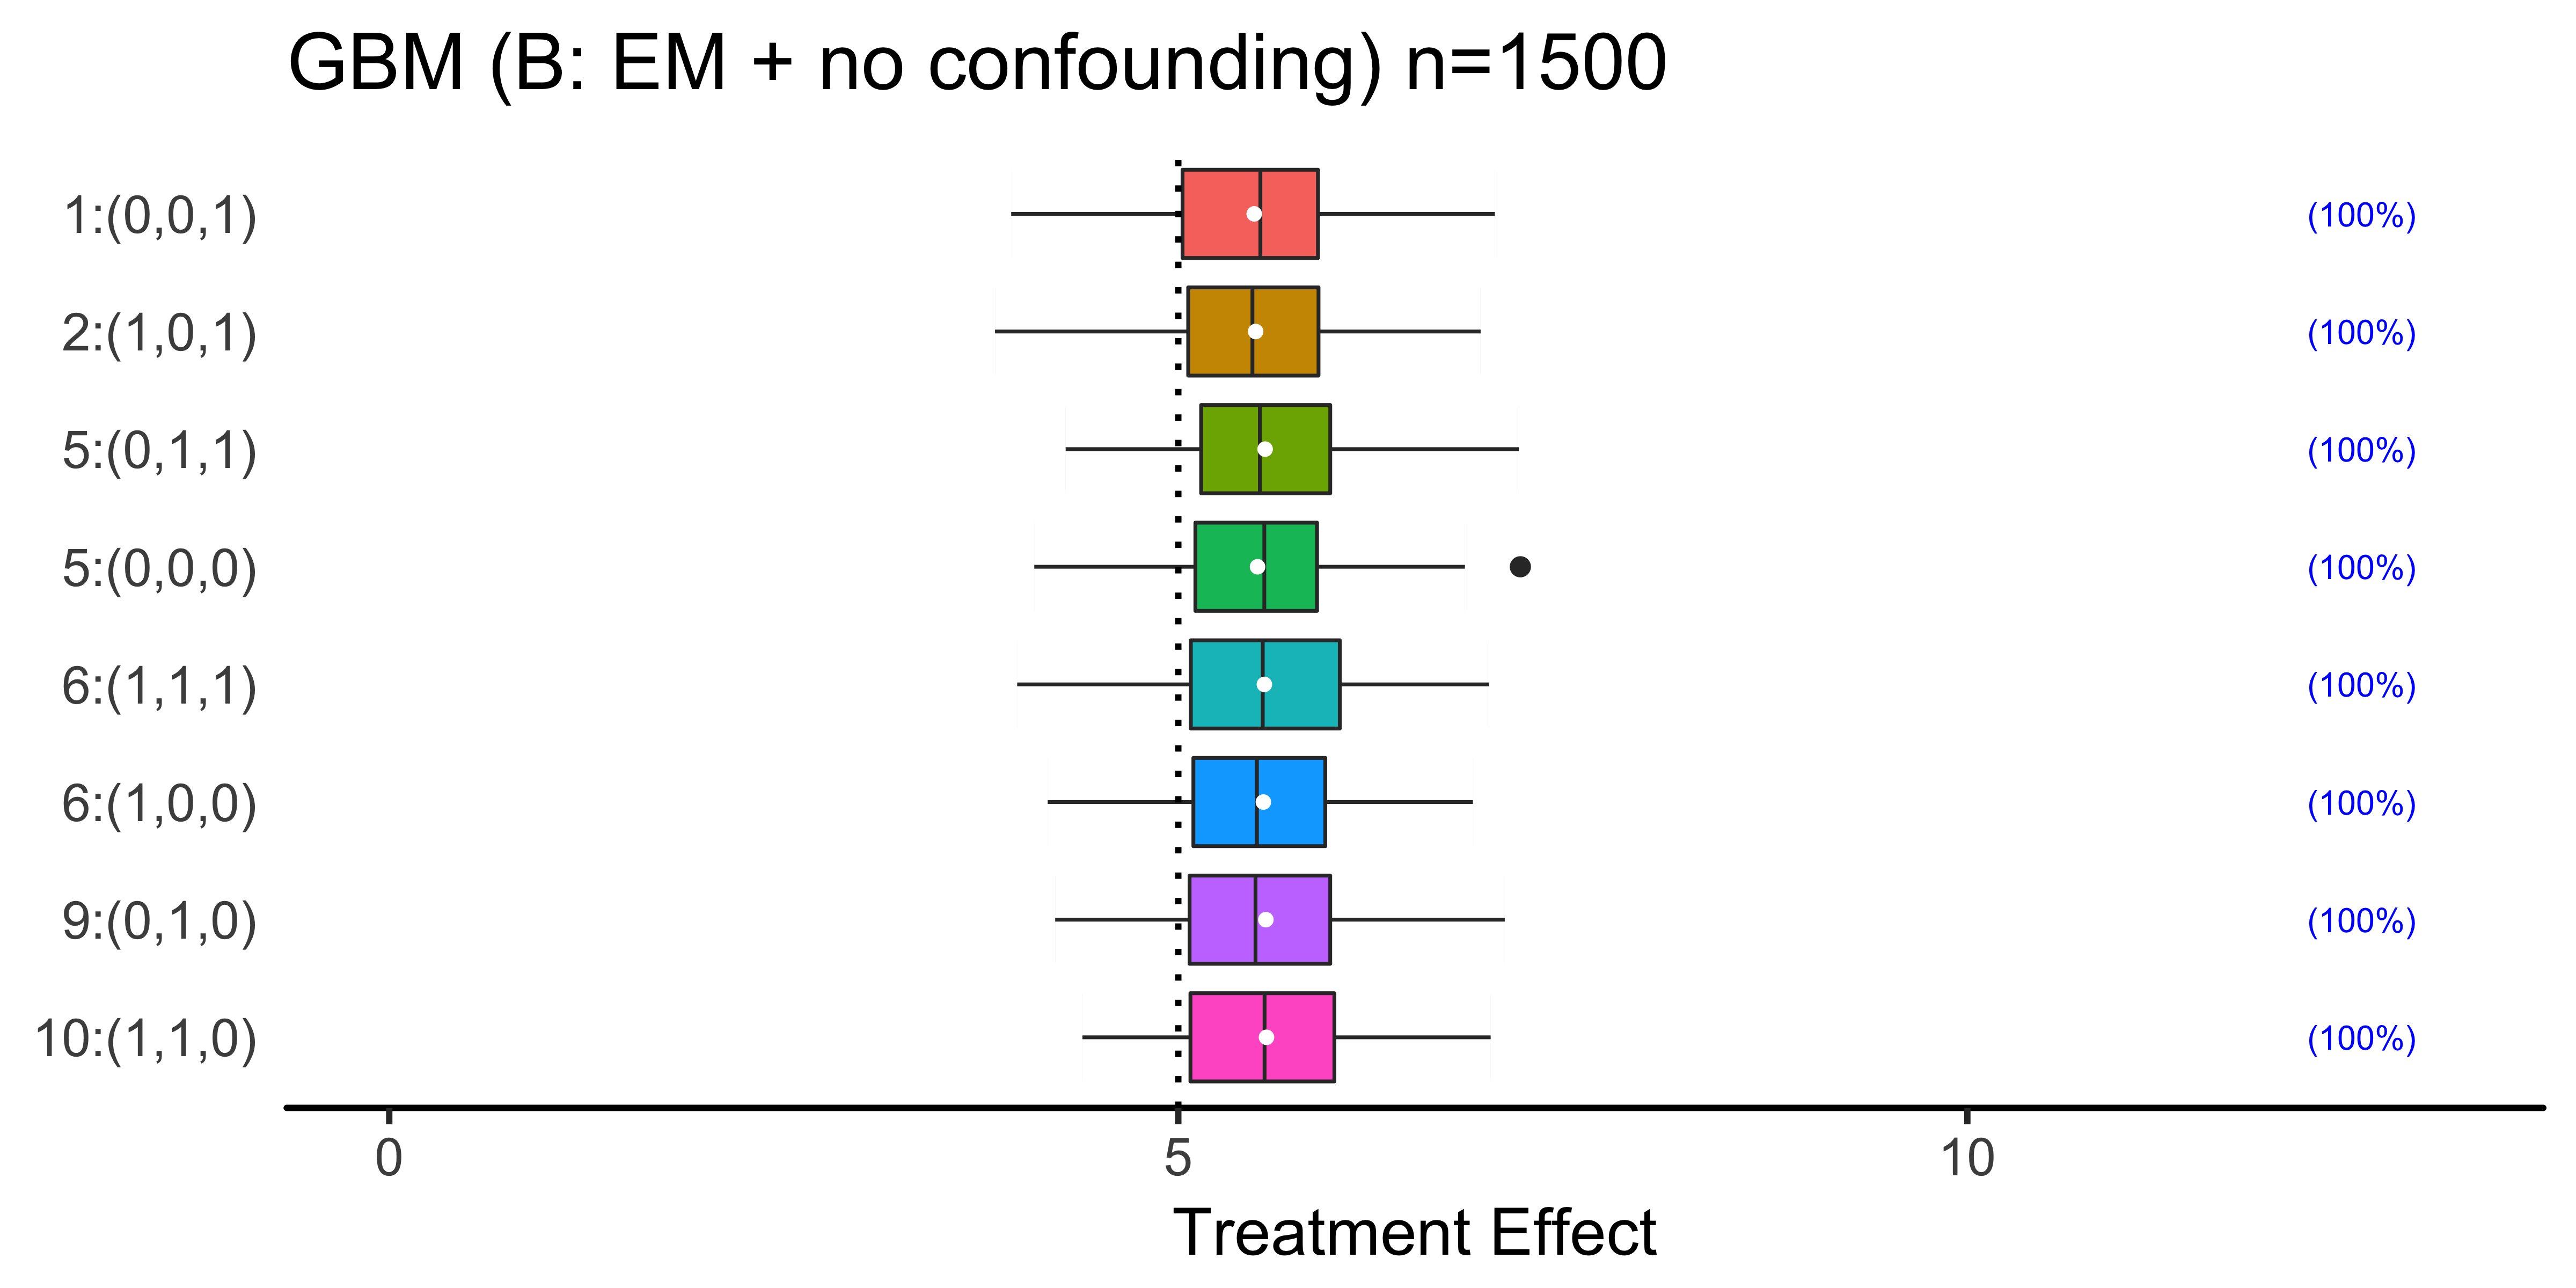 GBM (B: EM + no confounding) n=1500
1:(0,0,1) (100%)
2:(1,0,1) (100%)
5:(0,1,1) (100%)
5:(0,0,0) (100%)
6:(1,1,1) (100%)
6:(1,0,0) (100%)
9:(0,1,0) (100%)
10:(1,1,0) (100%)
0 5 10
Treatment Effect